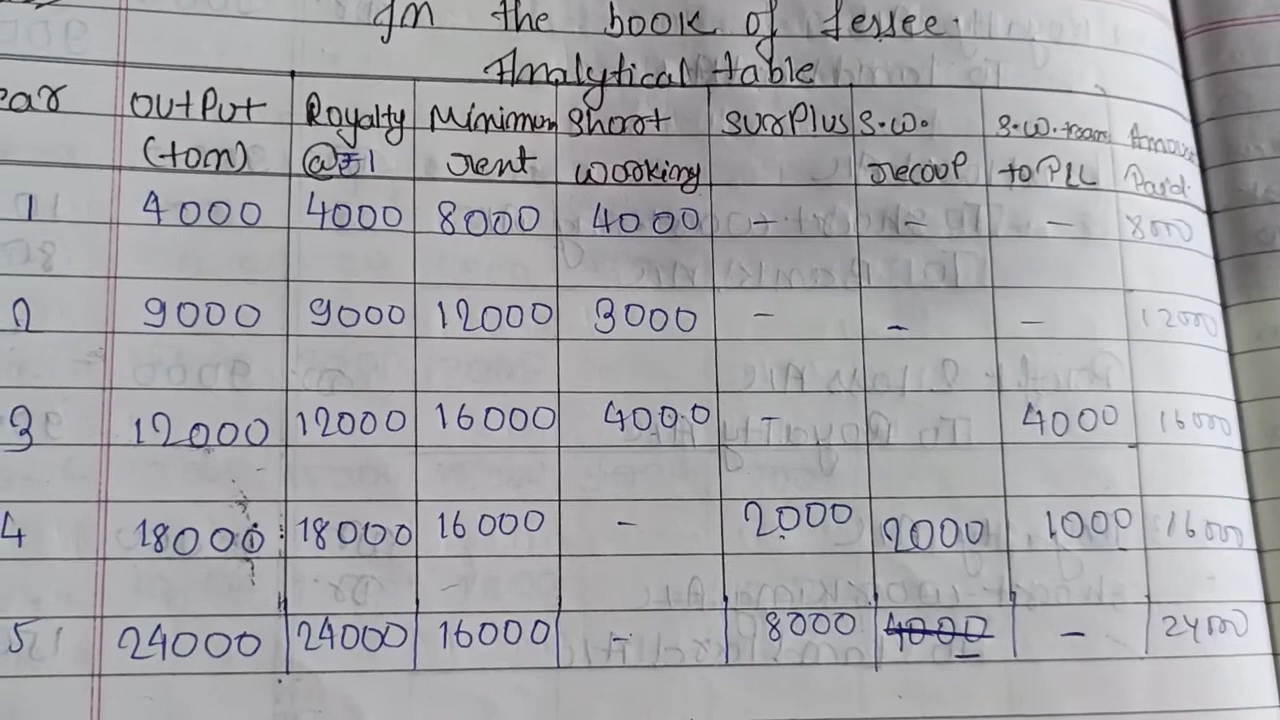 In the book of Lessee.
Analytical table
ear OutPut Royalty Minimum Short SurPlus S.W. S.W. tran Amou
(ton) @₹1 rent working recoup to P&L Paid.
1 4000 4000 8000 4000 - - - 8000
2 9000 9000 12000 3000 - - - 12000
3 12000 12000 16000 4000 - 4000 16000
4 18000 18000 16000 - 2000 2000 1000 16000
5 24000 24000 16000 - 8000 4000 - 24000